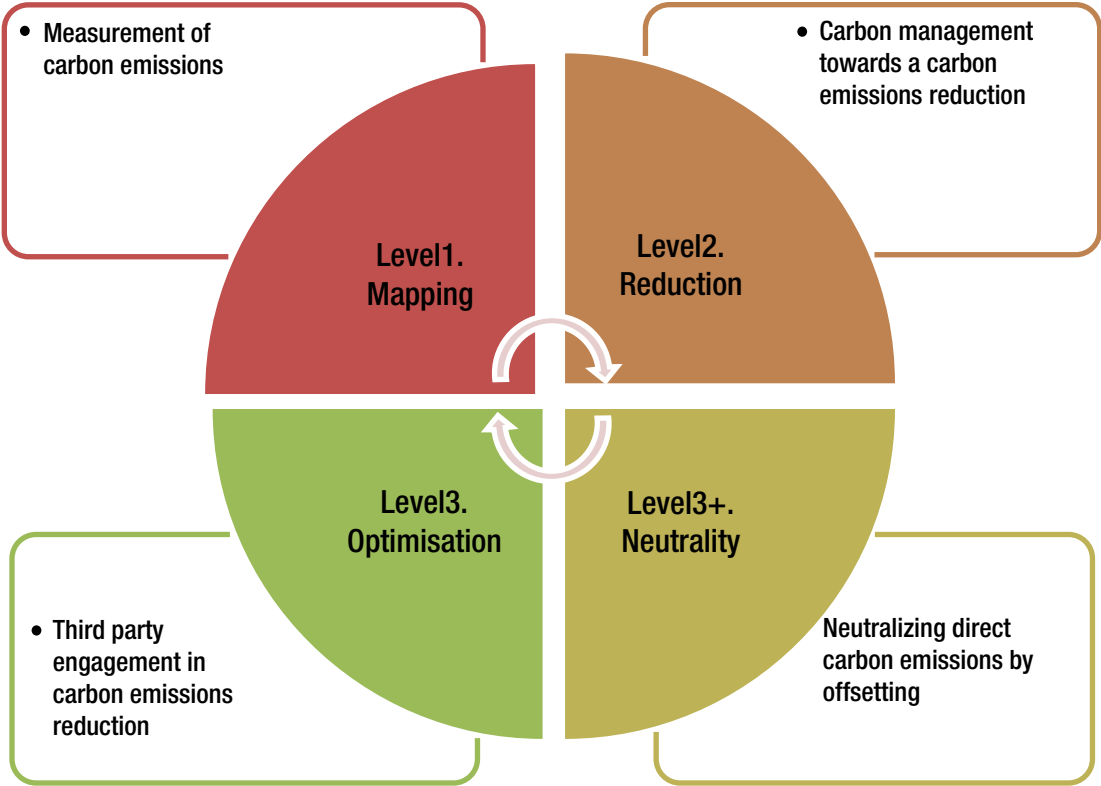 • Measurement of
carbon emissions
• Carbon management
towards a carbon
emissions reduction
Level1.
Mapping
Level2.
Reduction
Level3.
Optimisation
Level3+.
Neutrality
• Third party
engagement in
carbon emissions
reduction
Neutralizing direct
carbon emissions by
offsetting